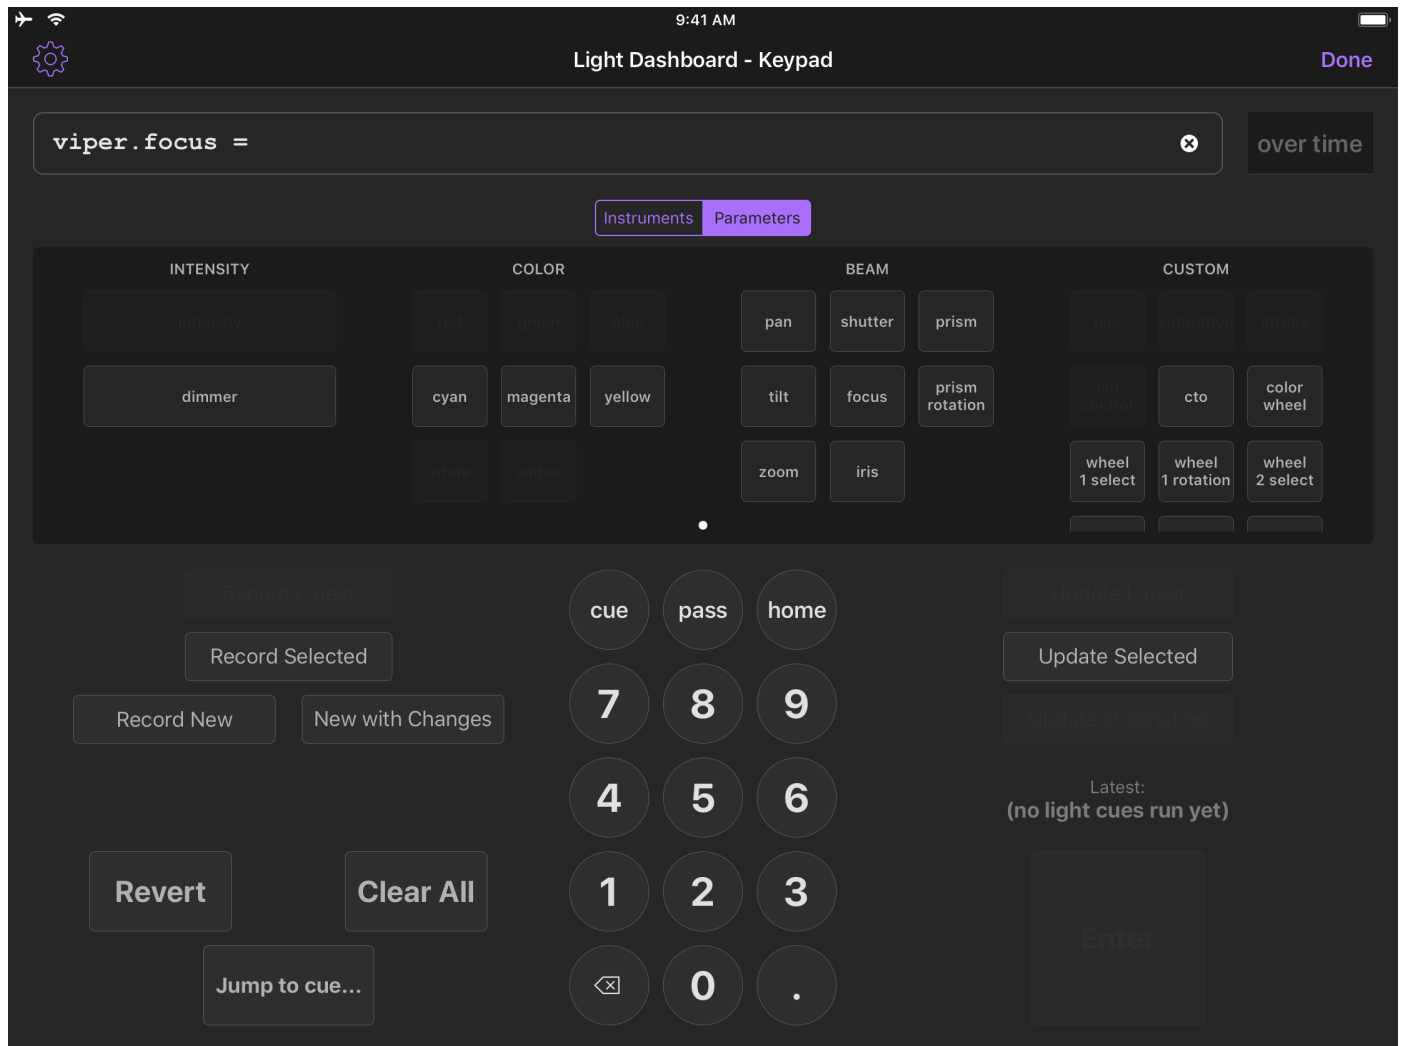 9:41 AM
Light Dashboard - Keypad
Done
viper.focus =
over time
Instruments
Parameters
INTENSITY
COLOR
BEAM
CUSTOM
intensity
red
green
blue
pan
shutter
prism
hue
saturation
strobe
dimmer
cyan
magenta
yellow
tilt
focus
prism
rotation
fan
control
cto
color
wheel
white
amber
zoom
iris
wheel
1 select
wheel
1 rotation
wheel
2 select
Record Latest
Record Selected
Record New
New with Changes
Revert
Clear All
Jump to cue...
cue
pass
home
7
8
9
4
5
6
1
2
3
0
.
Update Latest
Update Selected
Update Originating
Latest:
(no light cues run yet)
Enter